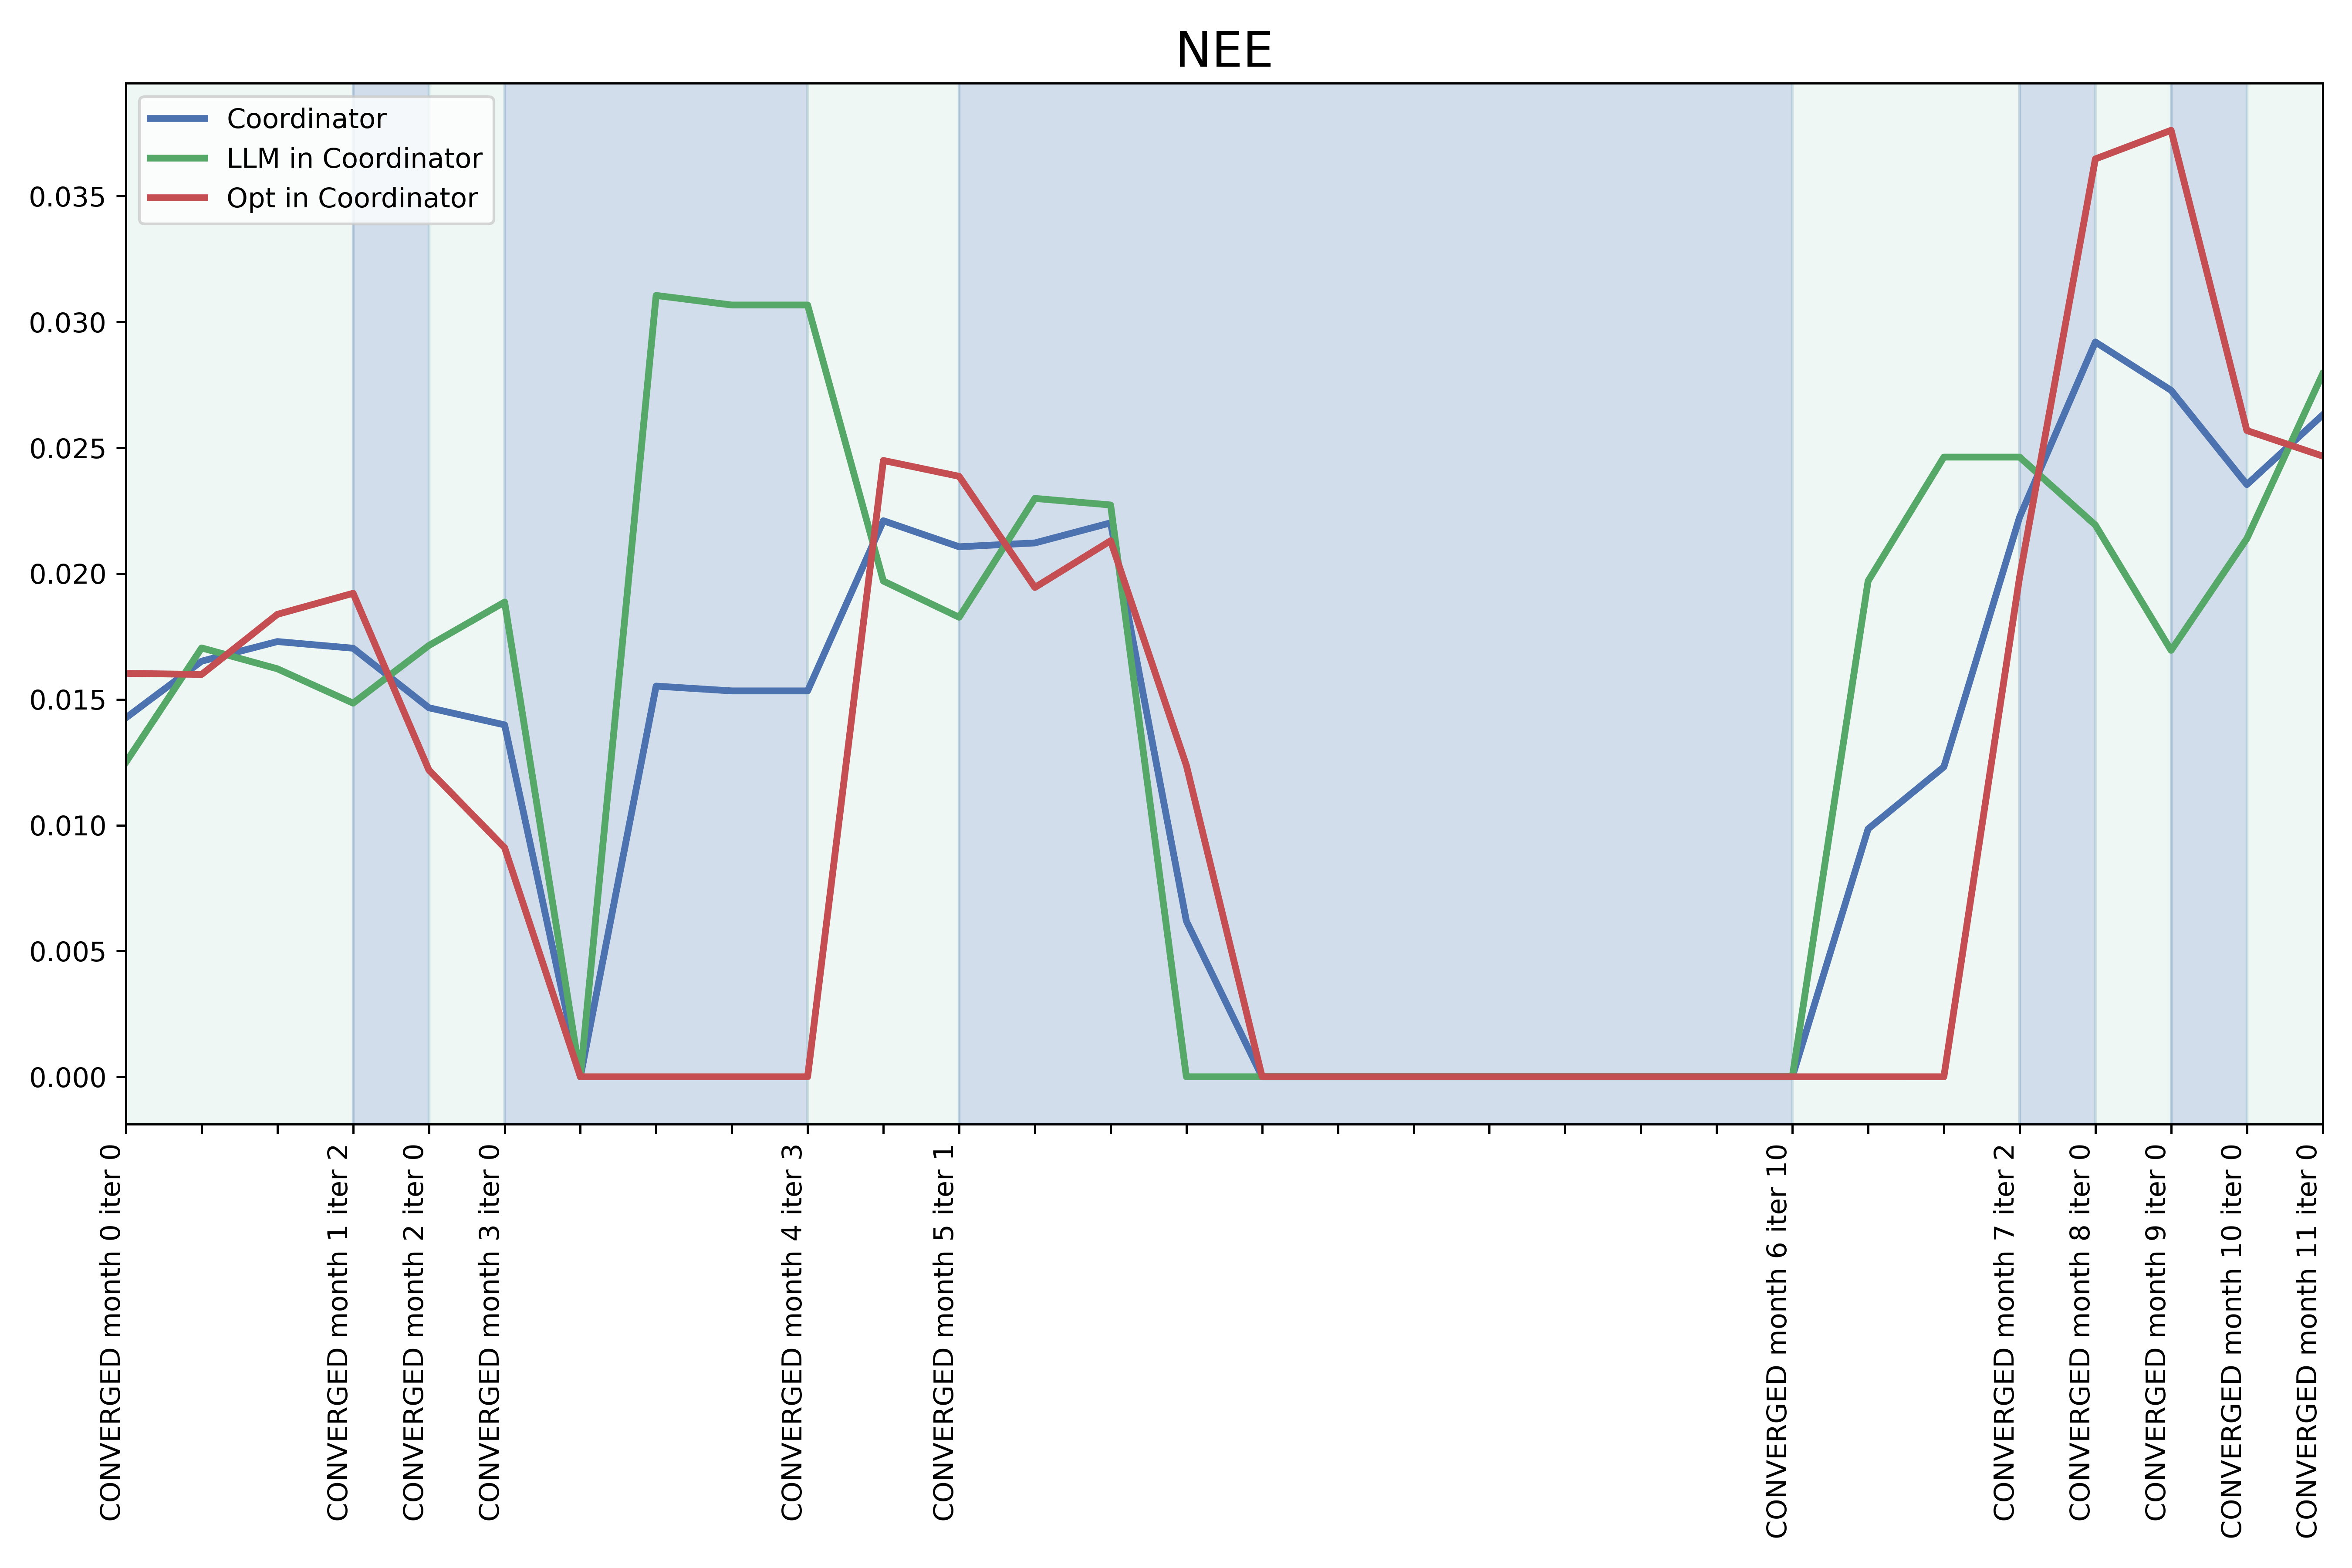 NEE
Coordinator
LLM in Coordinator
Opt in Coordinator
0.035
0.030
0.025
0.020
0.015
0.010
0.005
0.000
CONVERGED month 0 iter 0
CONVERGED month 1 iter 2
CONVERGED month 2 iter 0
CONVERGED month 3 iter 0
CONVERGED month 4 iter 3
CONVERGED month 5 iter 1
CONVERGED month 6 iter 10
CONVERGED month 7 iter 2
CONVERGED month 8 iter 0
CONVERGED month 9 iter 0
CONVERGED month 10 iter 0
CONVERGED month 11 iter 0